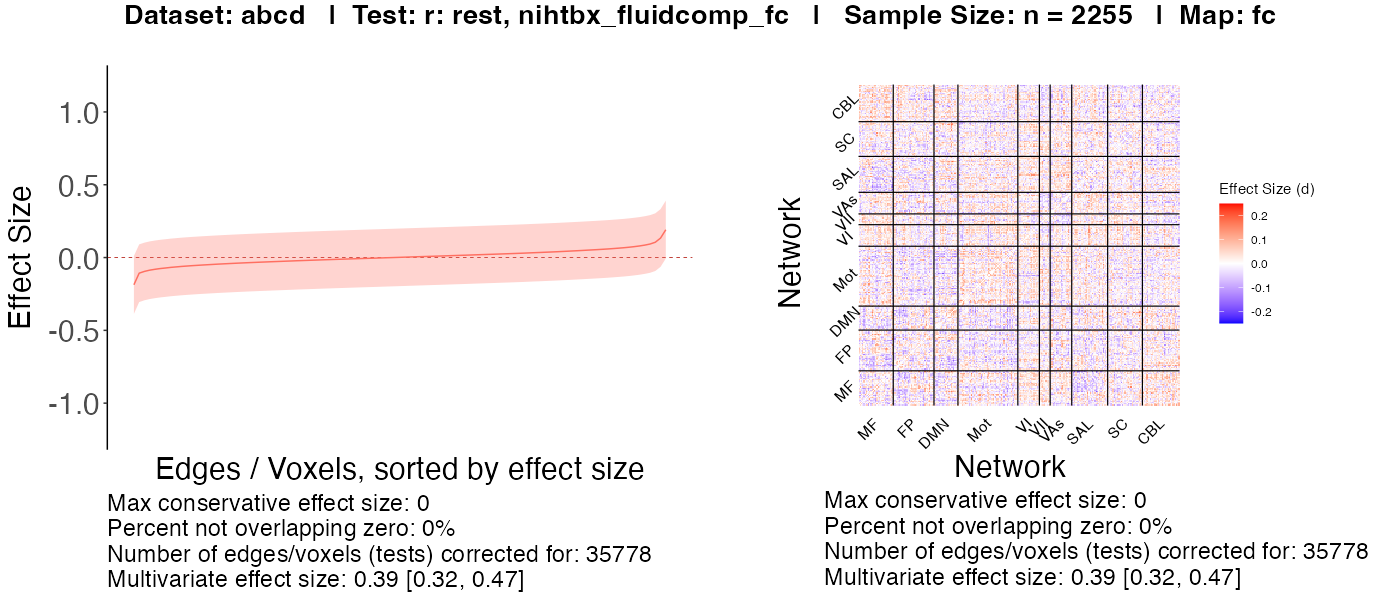 Dataset: abcd | Test: r: rest, nihtbx_fluidcomp_fc | Sample Size: n = 2255 | Map: fc
Effect Size
1.0
0.5
0.0
-0.5
-1.0
Edges / Voxels, sorted by effect size
Max conservative effect size: 0
Percent not overlapping zero: 0%
Number of edges/voxels (tests) corrected for: 35778
Multivariate effect size: 0.39 [0.32, 0.47]
Network
CBL
SC
SAL
VAs
VII
VI
Mot
DMN
FP
MF
MF
FP
DMN
Mot
VI
VII
VAs
SAL
SC
CBL
Network
Effect Size (d)
0.2
0.1
0.0
-0.1
-0.2
Max conservative effect size: 0
Percent not overlapping zero: 0%
Number of edges/voxels (tests) corrected for: 35778
Multivariate effect size: 0.39 [0.32, 0.47]